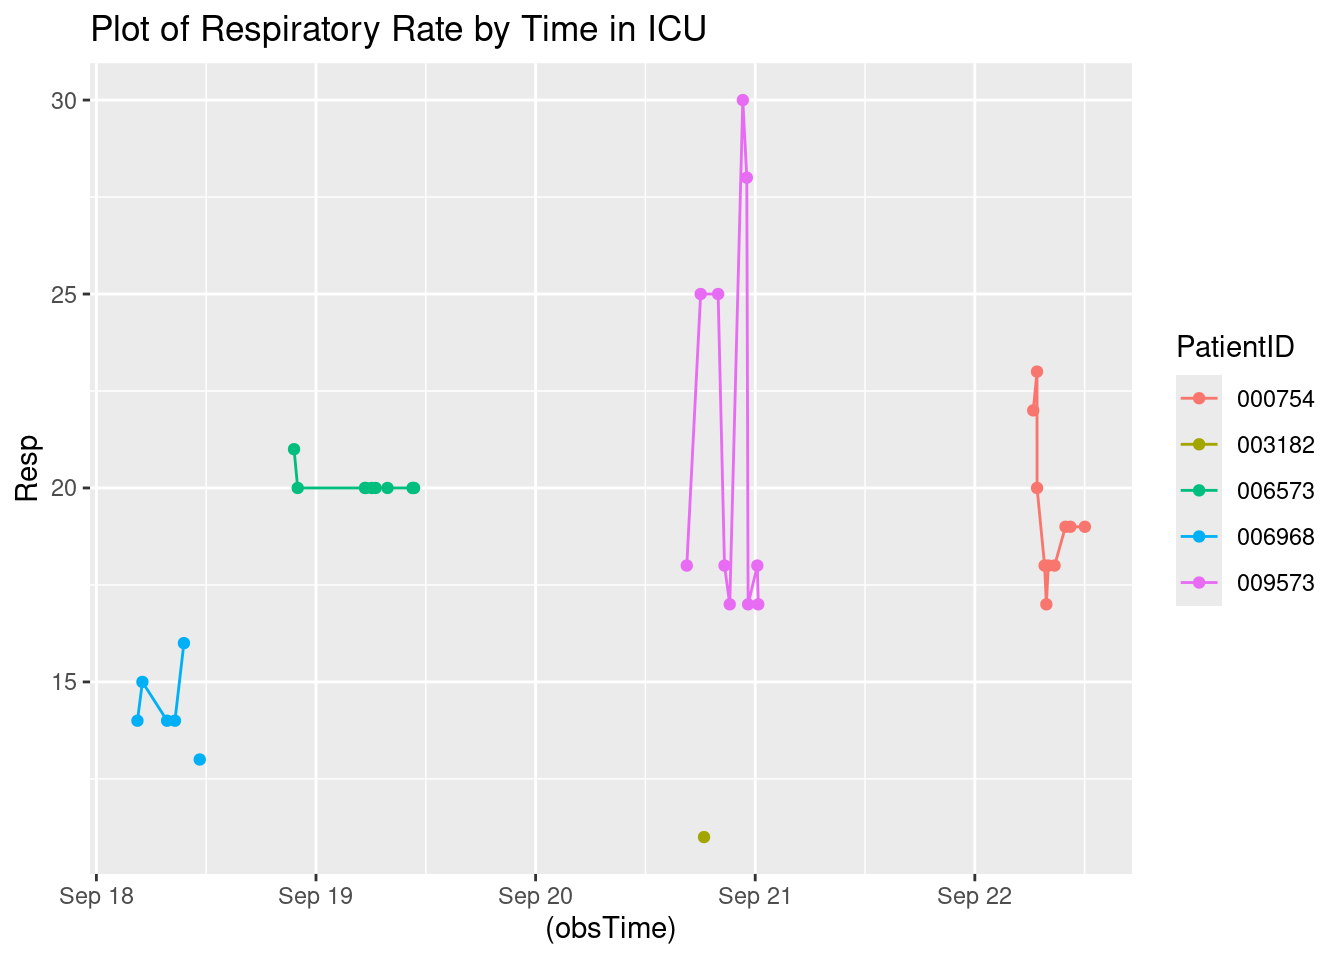 Plot of Respiratory Rate by Time in ICU
30
25
20
15
Resp
Sep 18
Sep 19
Sep 20
Sep 21
Sep 22
(obsTime)
PatientID
000754
003182
006573
006968
009573